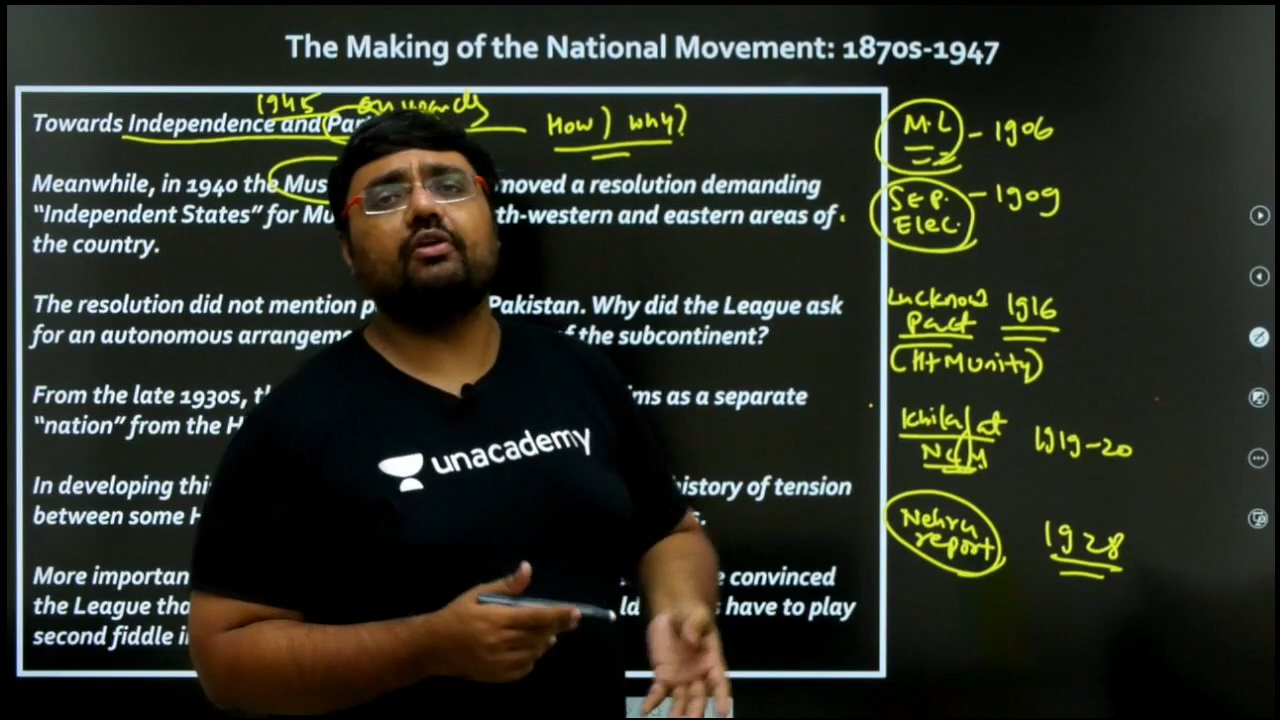 The Making of the National Movement: 1870s-1947
1945 onwards
Towards Independence and Par How) why?
Meanwhile, in 1940 the Mus moved a resolution demanding
"Independent States" for Mu th-western and eastern areas of
the country.
The resolution did not mention p Pakistan. Why did the League ask
for an autonomous arrangeme of the subcontinent?
From the late 1930s, th ims as a separate
"nation" from the H
In developing thi history of tension
between some H s.
More importan e convinced
the League tha ld have to play
second fiddle i
unacademy
M.L - 1906
Sep. - 1909
Elec.
Lucknow 1916
Pact
(H+M unity)
Khilafat 1919-20
NCM
Nehru 1928
report